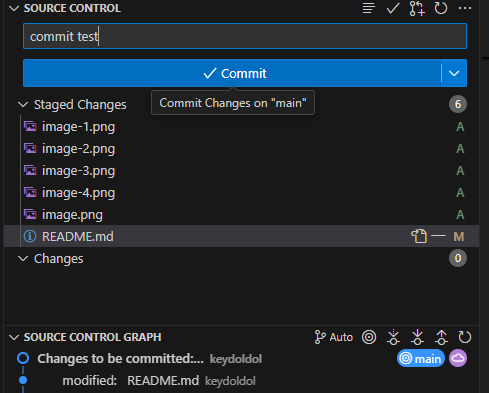 SOURCE CONTROL
commit test
Commit
Commit Changes on "main"
Staged Changes 6
image-1.png A
image-2.png A
image-3.png A
image-4.png A
image.png A
README.md M
Changes 0
SOURCE CONTROL GRAPH Auto
Changes to be committed:... keydoldol main
modified: README.md keydoldol